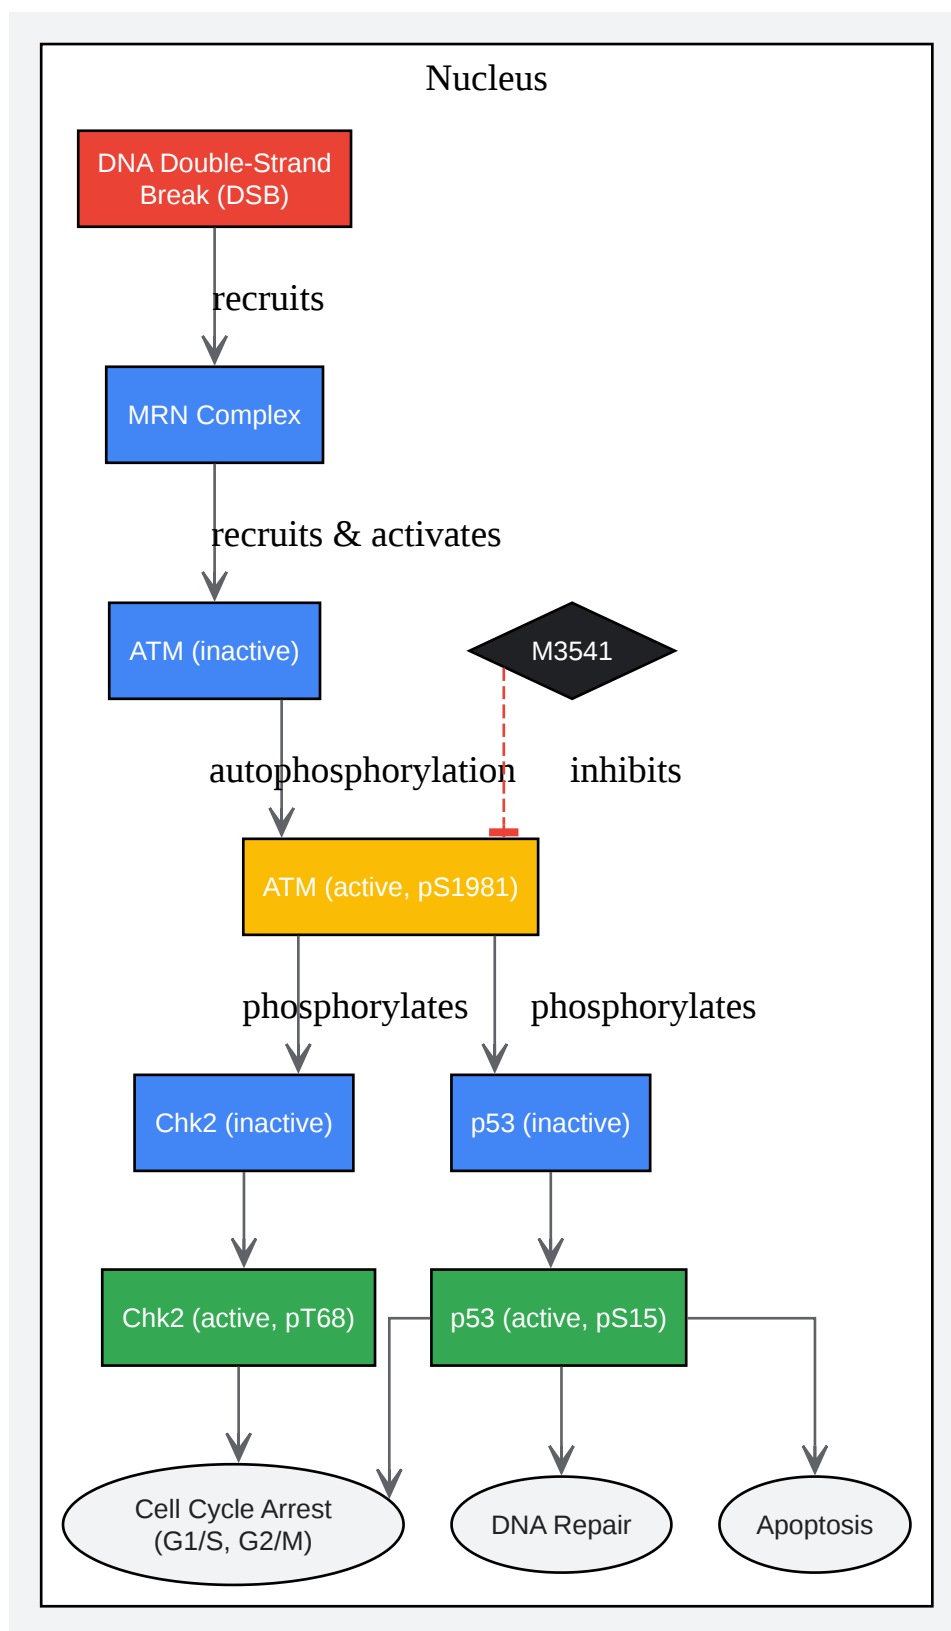 Nucleus
DNA Double-Strand
Break (DSB)
recruits
MRN Complex
recruits & activates
ATM (inactive)
M3541
autophosphorylation
inhibits
ATM (active, pS1981)
phosphorylates
phosphorylates
Chk2 (inactive)
p53 (inactive)
Chk2 (active, pT68)
p53 (active, pS15)
Cell Cycle Arrest
(G1/S, G2/M)
DNA Repair
Apoptosis